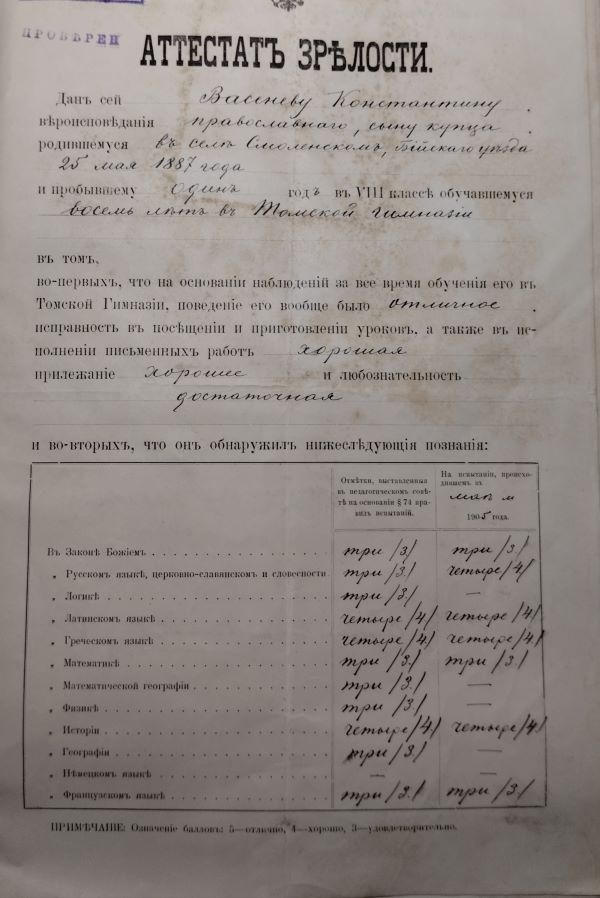 ПРОВѢРЕН
АТТЕСТАТЪ ЗРѢЛОСТИ.
Данъ сей Васеневу Константину
вѣроисповѣданія православнаго, сыну купца
родившемуся въ селѣ Смоленскомъ, Бійскаго уѣзда
25 мая 1887 года
и пробывшему одинъ годъ въ VIII классѣ обучавшемуся
восемь лѣтъ въ Томской гимназіи
въ томъ,
во-первыхъ, что на основаніи наблюденій за все время обученія его въ
Томской Гимназіи, поведеніе его вообще было отличное.
исправность въ посѣщеніи и приготовленіи уроковъ, а также въ ис-
полненіи письменныхъ работъ хорошая
прилежаніе хорошее и любознательность
достаточная
и во-вторыхъ, что онъ обнаружилъ нижеслѣдующія познанія:
Отмѣтки, выставленныя въ педагогическомъ совѣтѣ на основаніи § 74 правилъ испытаній.
На испытаніи, происходившемъ въ маѣ м 1905 года.
Въ Законѣ Божіемъ три /3/ три /3/
„ Русскомъ языкѣ, церковно-славянскомъ и словесности три /3/ четыре /4/
„ Логикѣ три /3/ —
„ Латинскомъ языкѣ четыре /4/ четыре /4/
„ Греческомъ языкѣ четыре /4/ четыре /4/
„ Математикѣ три /3/ три /3/
„ Математической географіи три /3/ —
„ Физикѣ три /3/ —
„ Исторіи четыре /4/ четыре /4/
„ Географіи три /3/ —
„ Нѣмецкомъ языкѣ — —
„ Французскомъ языкѣ три /3/ три /3/
ПРИМѢЧАНІЕ: Означеніе балловъ: 5—отлично, 4—хорошо, 3—удовлетворительно.